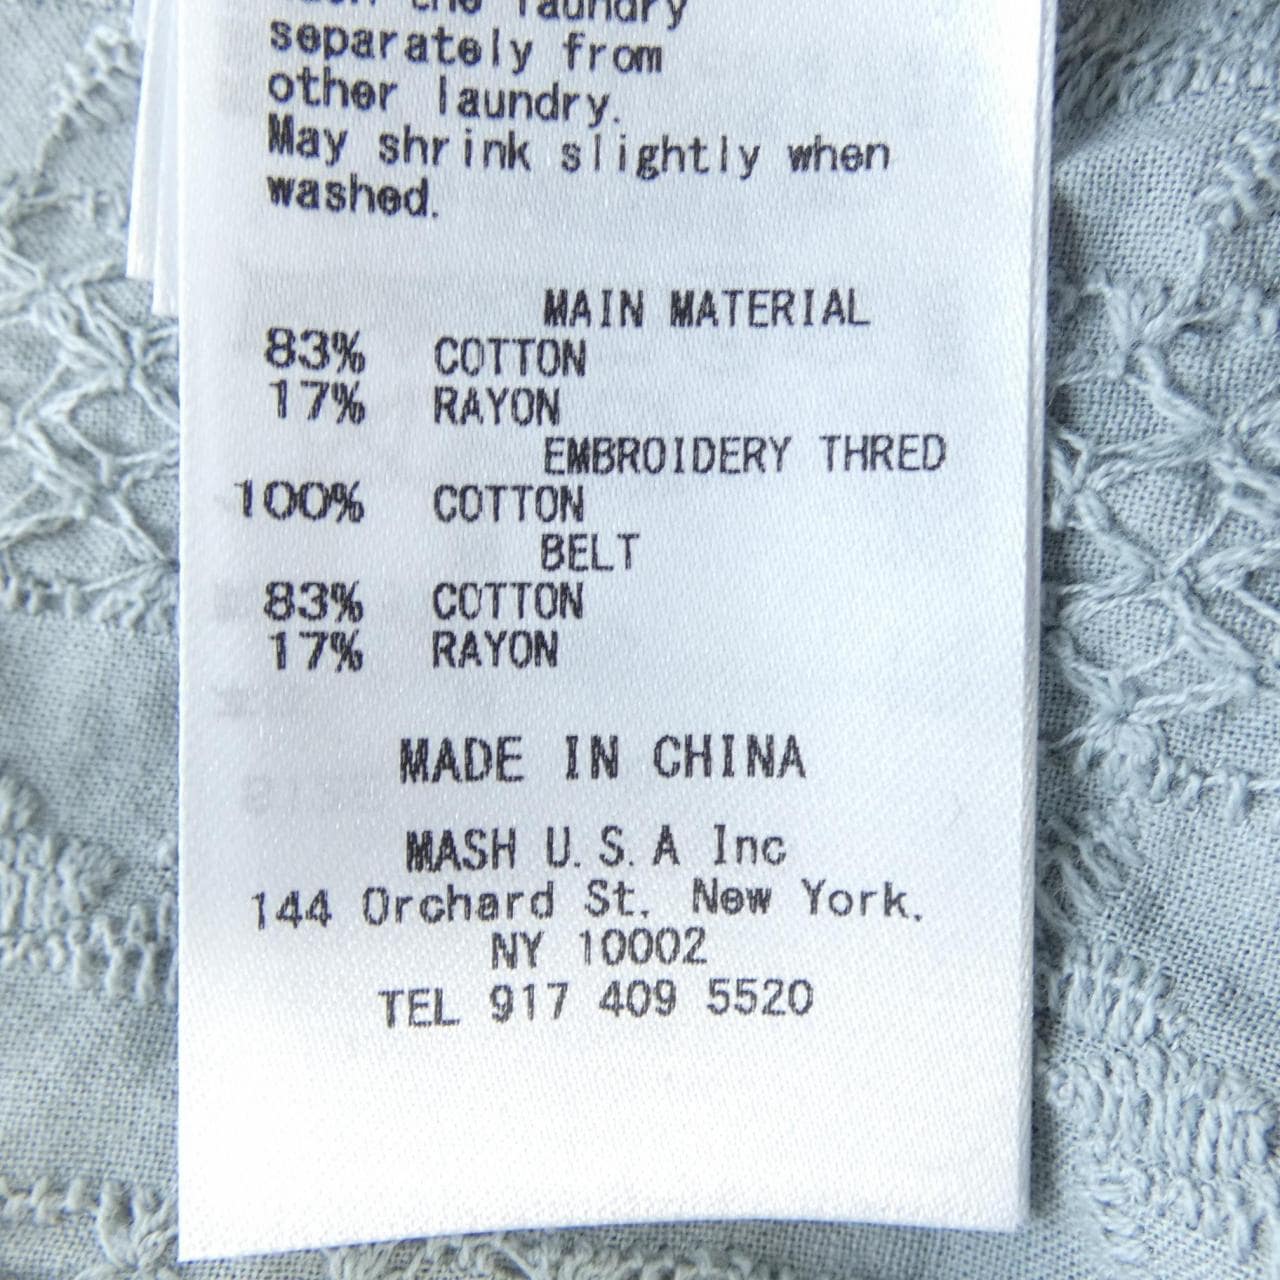 the laundry
separately from
other laundry.
May shrink slightly when
washed.
MAIN MATERIAL
83% COTTON
17% RAYON
EMBROIDERY THRED
100% COTTON
BELT
83% COTTON
17% RAYON
MADE IN CHINA
MASH U.S.A Inc
144 Orchard St. New York.
NY 10002
TEL 917 409 5520